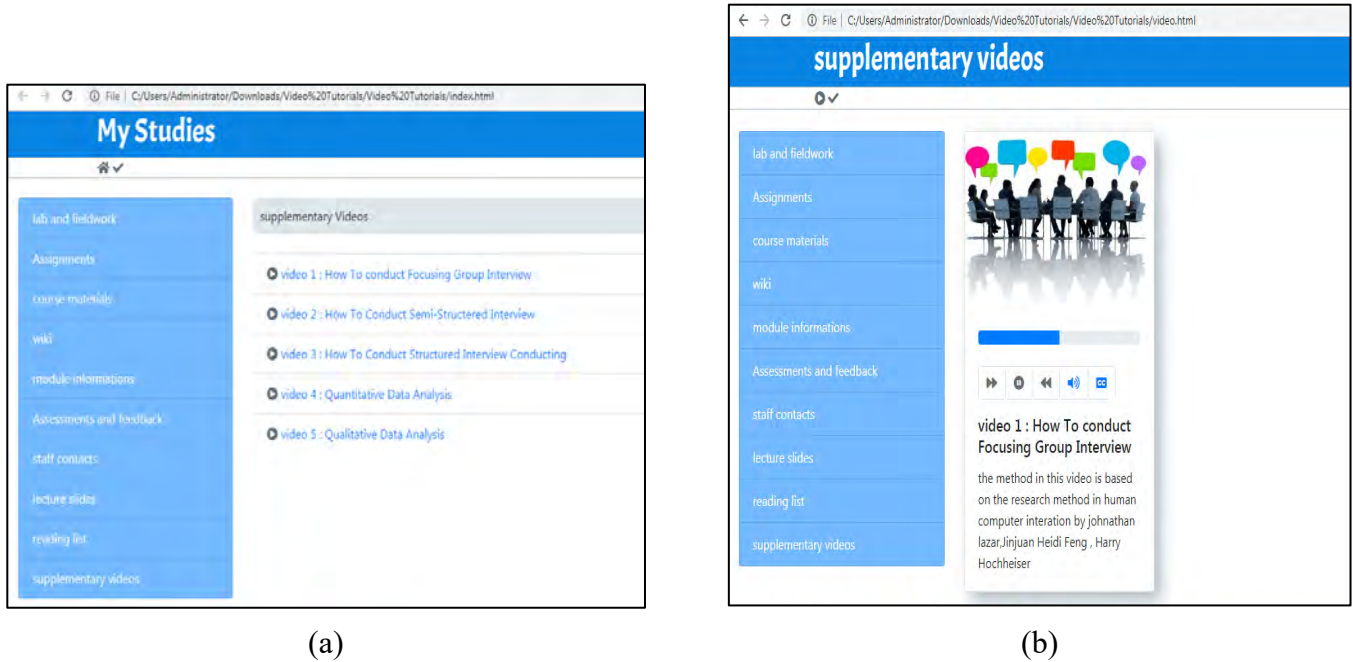 File | C:/Users/Administrator/Downloads/Video%20Tutorials/Video%20Tutorials/index.html
My Studies
lab and fieldwork
Assignments
course materials
wiki
module informations
Assessments and feedback
staff contacts
lecture slides
reading list
supplementary videos
supplementary Videos
video 1 : How To conduct Focusing Group Interview
video 2 : How To Conduct Semi-Structered Interview
video 3 : How To Conduct Structured Interview Conducting
video 4 : Quantitative Data Analysis
video 5 : Qualitative Data Analysis
(a)
File | C:/Users/Administrator/Downloads/Video%20Tutorials/Video%20Tutorials/video.html
supplementary videos
lab and fieldwork
Assignments
course materials
wiki
module informations
Assessments and feedback
staff contacts
lecture slides
reading list
supplementary videos
CC
video 1 : How To conduct
Focusing Group Interview
the method in this video is based
on the research method in human
computer interation by johnathan
lazar,Jinjuan Heidi Feng , Harry
Hochheiser
(b)